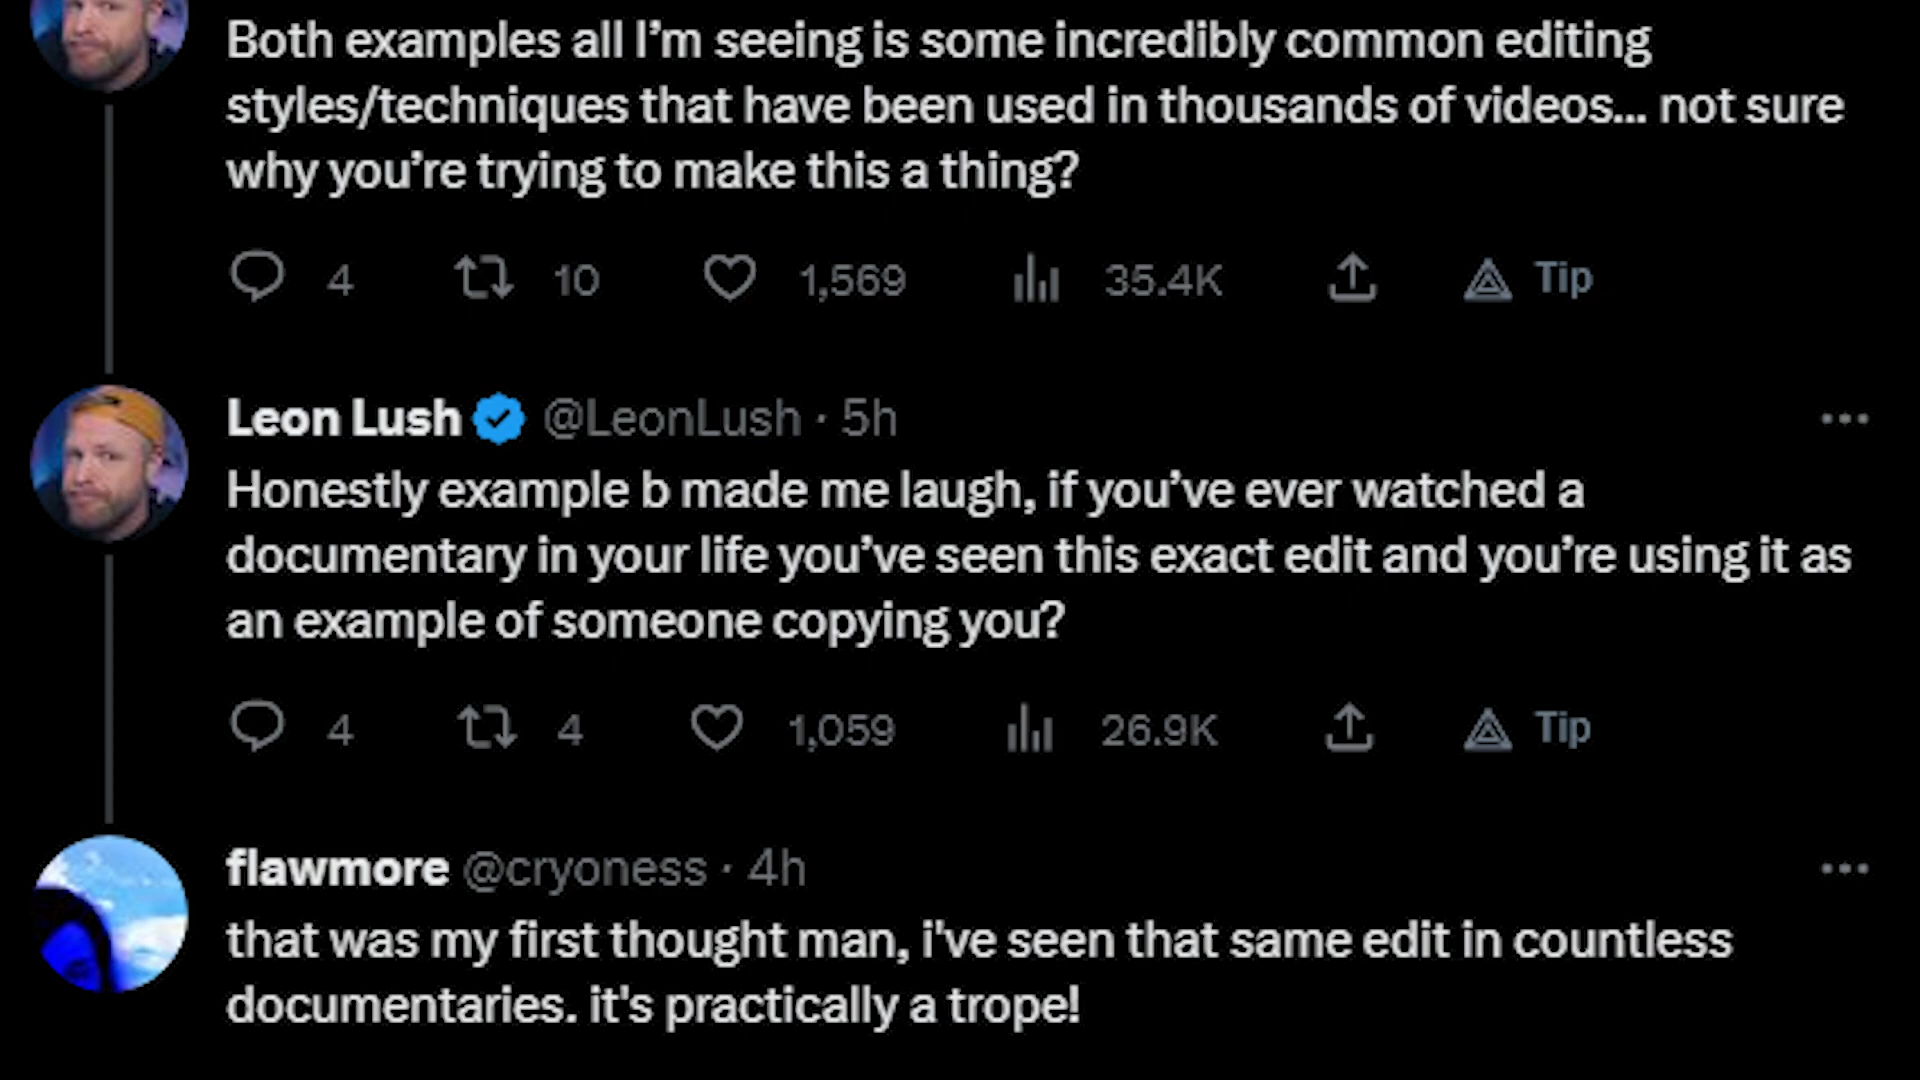 Both examples all I’m seeing is some incredibly common editing
styles/techniques that have been used in thousands of videos... not sure
why you’re trying to make this a thing?
4 10 1,569 35.4K Tip
Leon Lush @LeonLush · 5h
Honestly example b made me laugh, if you’ve ever watched a
documentary in your life you’ve seen this exact edit and you’re using it as
an example of someone copying you?
4 4 1,059 26.9K Tip
flawmore @cryoness · 4h
that was my first thought man, i've seen that same edit in countless
documentaries. it's practically a trope!